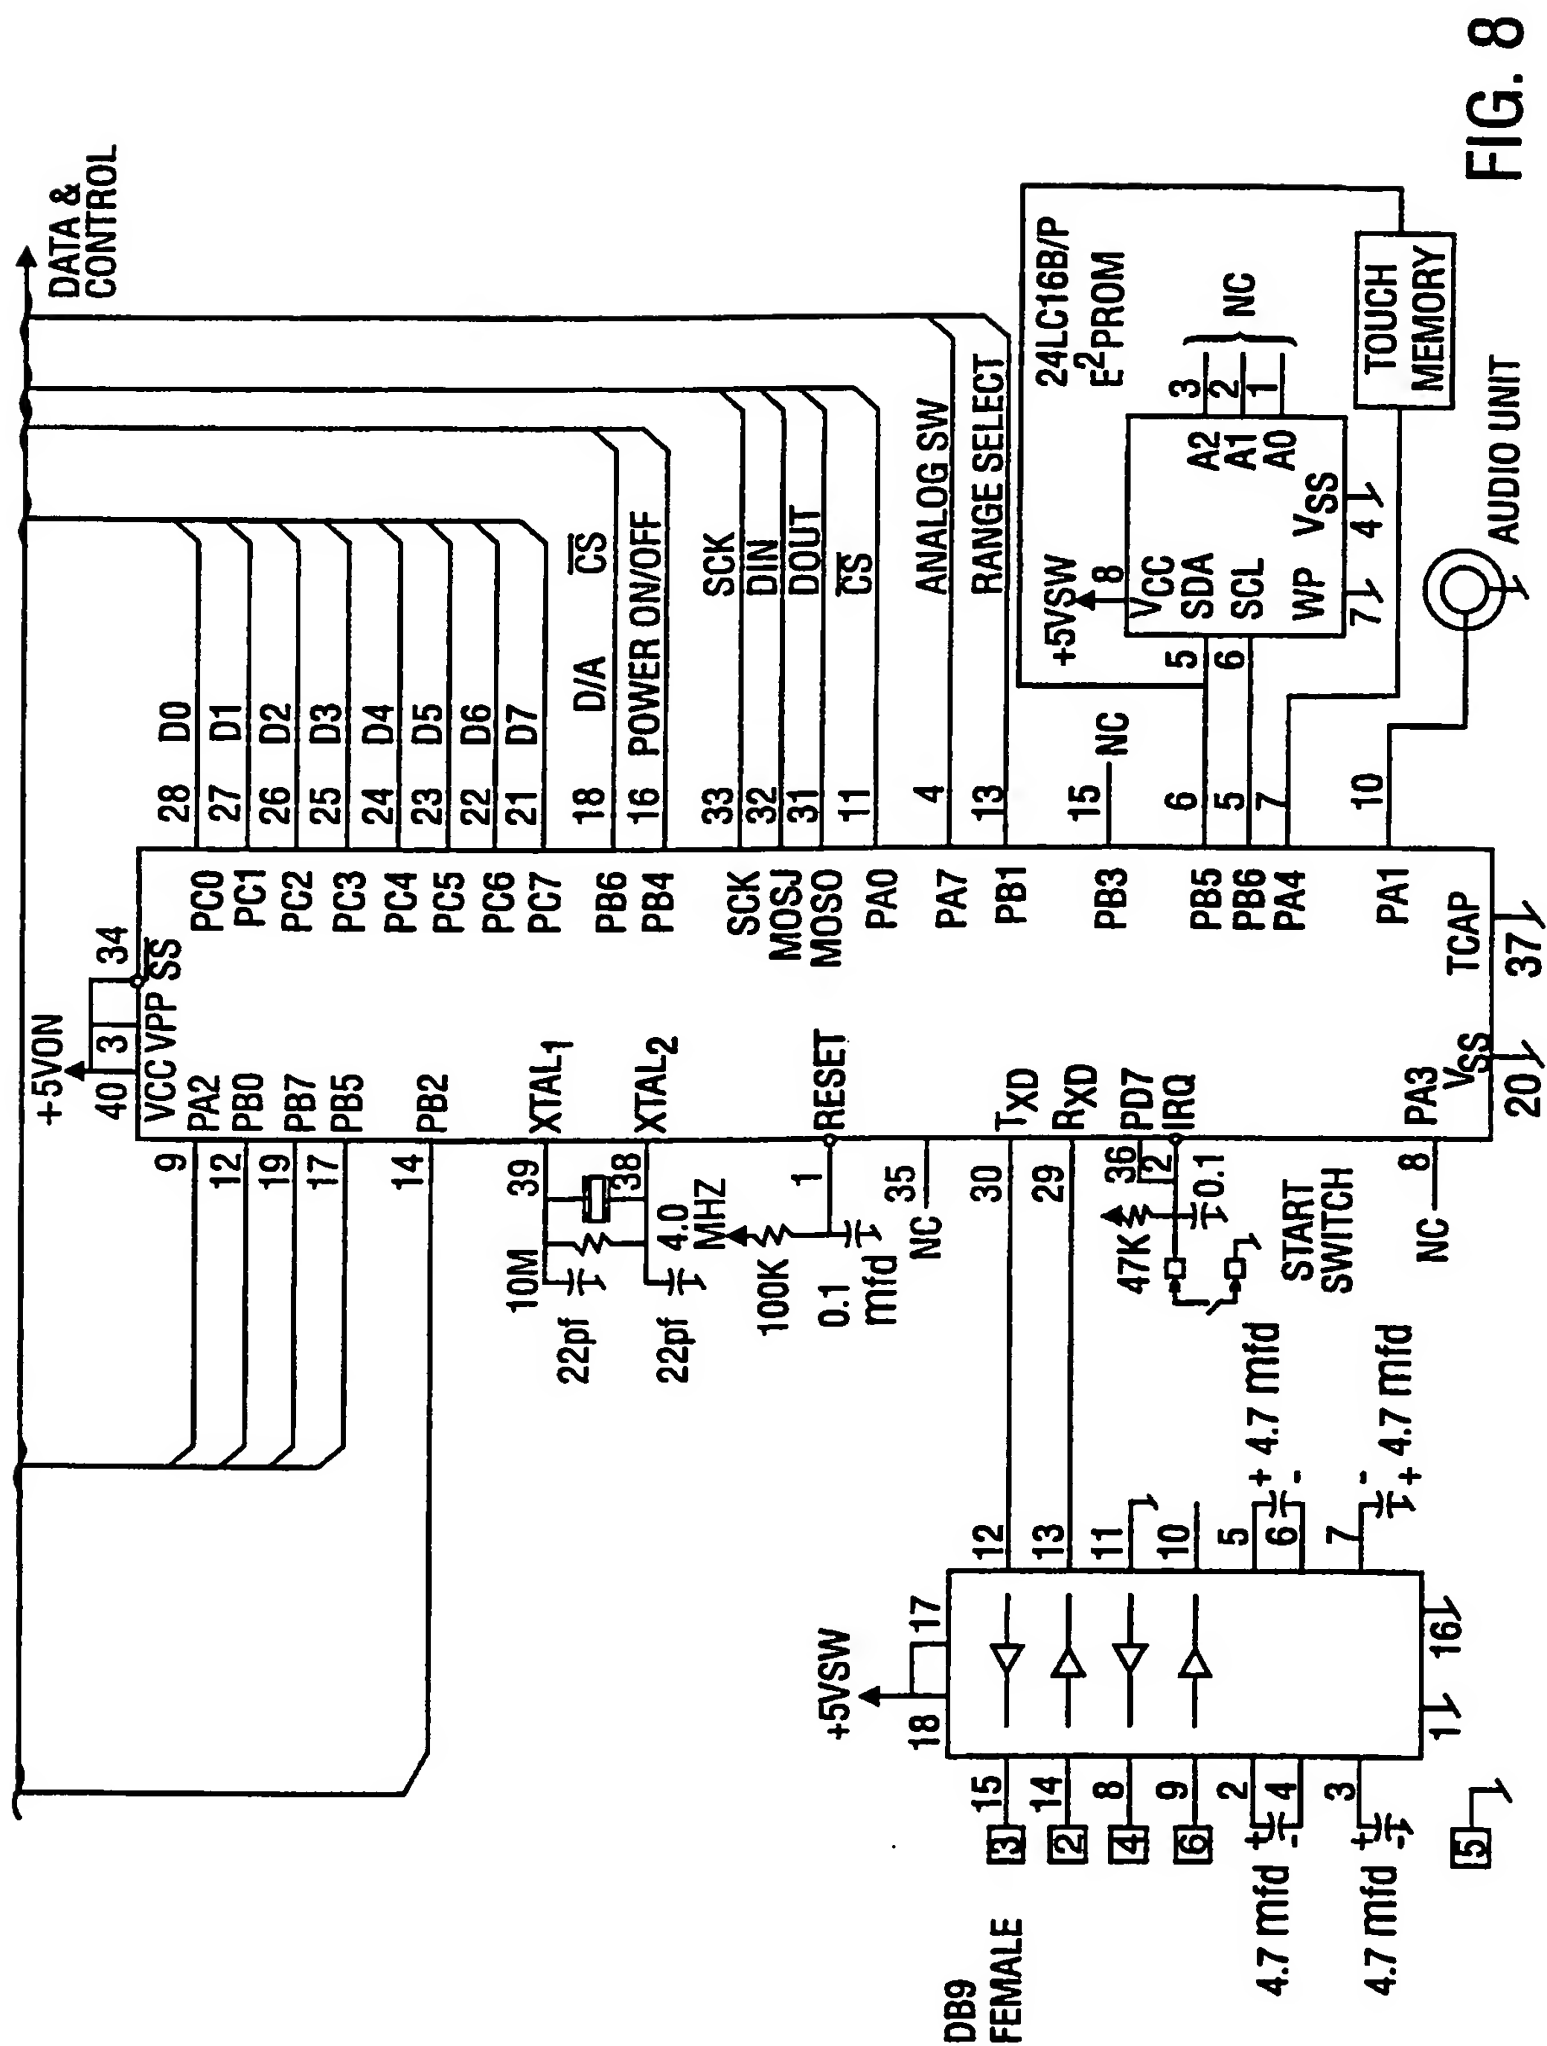 DATA &
CONTROL
+5VON
40
3
34
VCC
VPP
SS
PA2
9
PB0
12
PB7
19
PB5
17
PB2
14
XTAL1
39
XTAL2
38
10M
22pf
22pf
4.0
MHZ
RESET
1
100K
0.1
mfd
35
NC
TXD
30
RXD
29
PD7
36
IRQ
2
47K
0.1
START
SWITCH
PA3
8
NC
VSS
20
TCAP
37
PC0
28
D0
PC1
27
D1
PC2
26
D2
PC3
25
D3
PC4
24
D4
PC5
23
D5
PC6
22
D6
PC7
21
D7
PB6
18
D/A
CS
PB4
16
POWER ON/OFF
SCK
33
SCK
MOSJ
32
DIN
MOSO
31
DOUT
PA0
11
CS
PA7
4
ANALOG SW
PB1
13
RANGE SELECT
PB3
15
NC
PB5
6
PB6
5
PA4
7
PA1
10
24LC16B/P
E2PROM
+5VSW
8
VCC
5
SDA
6
SCL
WP
7
VSS
4
A2
3
A1
2
A0
1
NC
TOUCH
MEMORY
AUDIO UNIT
+5VSW
18
17
12
13
11
10
5
6
7
+ 4.7 mfd
-
-
+ 4.7 mfd
15
14
8
9
2
4
3
3
2
4
6
4.7 mfd
+
-
4.7 mfd
+
-
1
16
5
DB9
FEMALE
FIG. 8